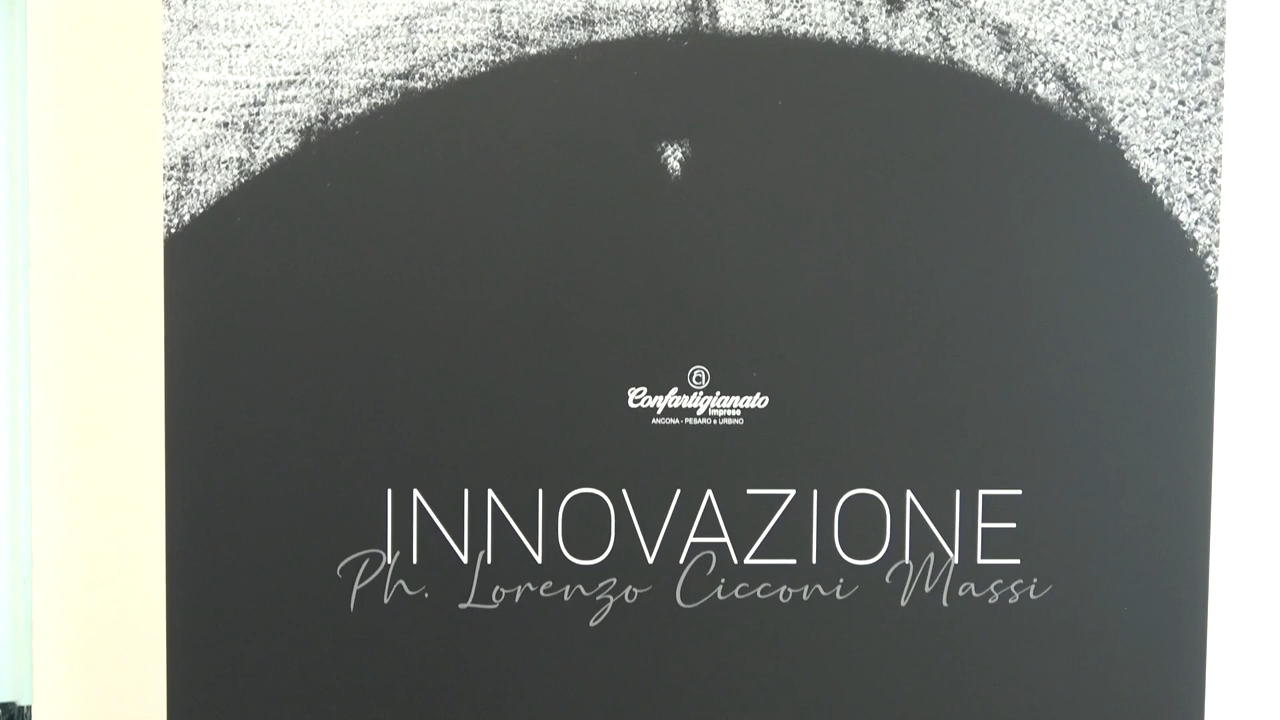 Confartigianato
Imprese
ANCONA - PESARO e URBINO
INNOVAZIONE
Ph. Lorenzo Cicconi Massi